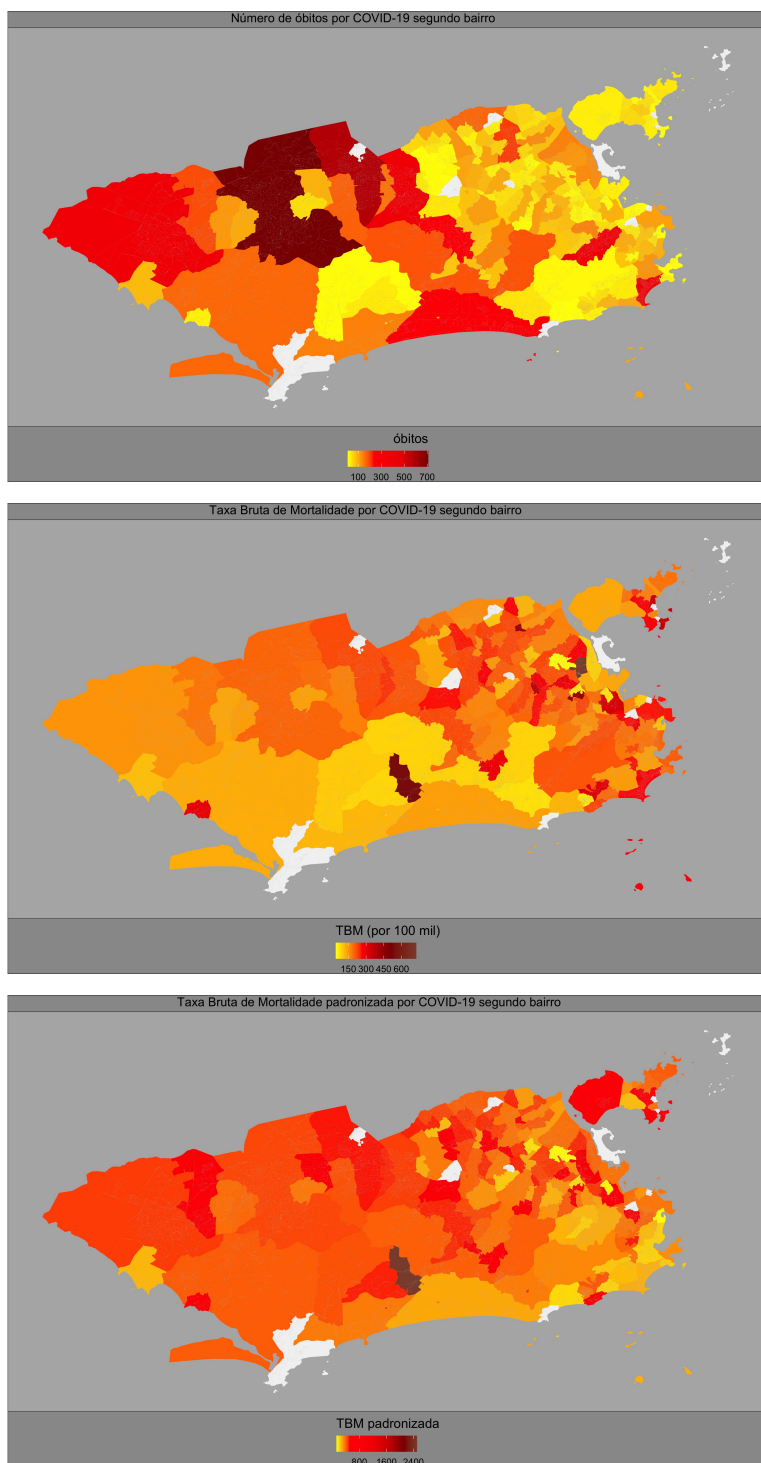 Número de óbitos por COVID-19 segundo bairro
óbitos
100 300 500 700
Taxa Bruta de Mortalidade por COVID-19 segundo bairro
TBM (por 100 mil)
150 300 450 600
Taxa Bruta de Mortalidade padronizada por COVID-19 segundo bairro
TBM padronizada
800 1600 2400